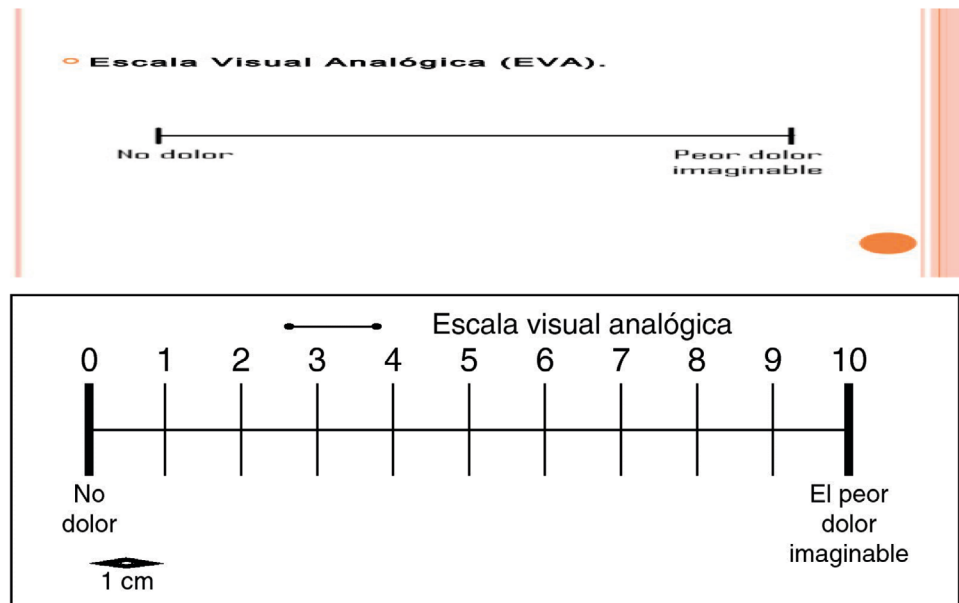 Escala Visual Analógica (EVA).
No dolor
Peor dolor
imaginable
Escala visual analógica
0 1 2 3 4 5 6 7 8 9 10
No
dolor
El peor
dolor
imaginable
1 cm